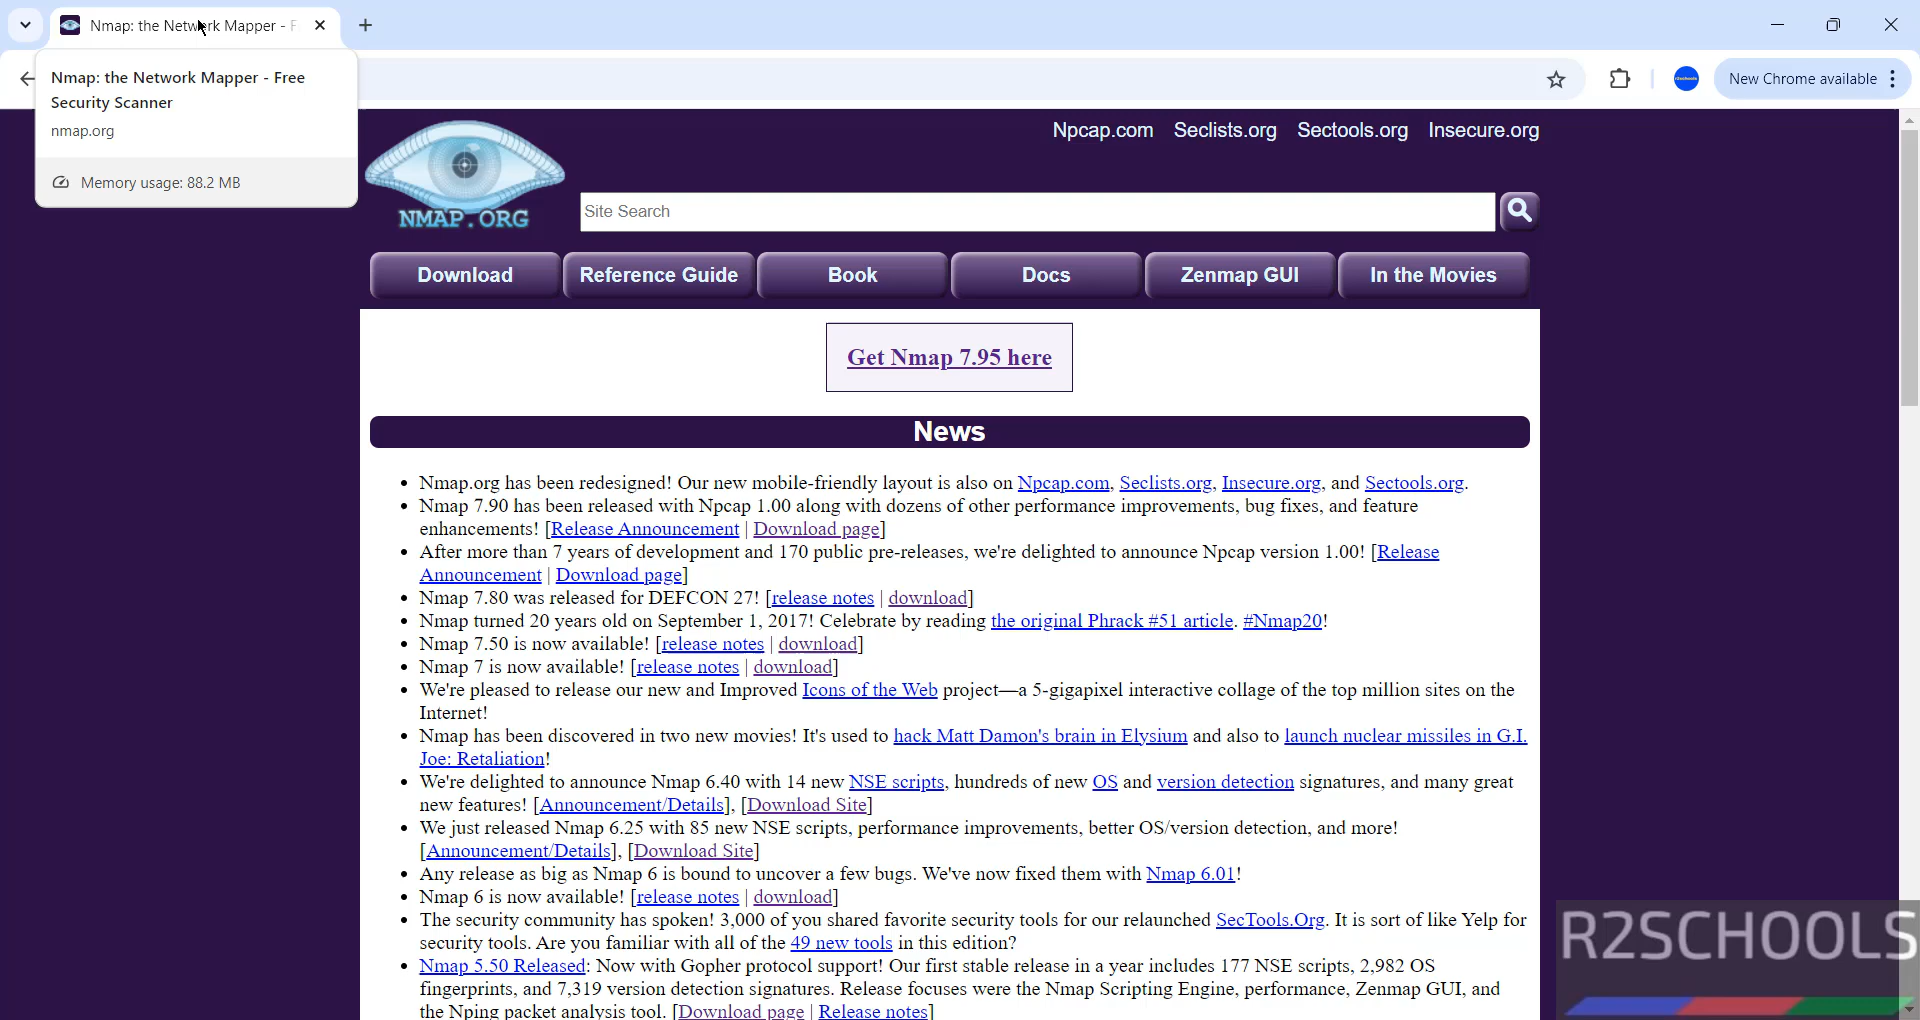 Nmap: the Network Mapper - F
New Chrome available
Nmap: the Network Mapper - Free
Security Scanner
nmap.org
Memory usage: 88.2 MB
Npcap.com Seclists.org Sectools.org Insecure.org
NMAP.ORG
Site Search
Download Reference Guide Book Docs Zenmap GUI In the Movies
Get Nmap 7.95 here
News
• Nmap.org has been redesigned! Our new mobile-friendly layout is also on Npcap.com, Seclists.org, Insecure.org, and Sectools.org.
• Nmap 7.90 has been released with Npcap 1.00 along with dozens of other performance improvements, bug fixes, and feature
enhancements! [Release Announcement | Download page]
• After more than 7 years of development and 170 public pre-releases, we're delighted to announce Npcap version 1.00! [Release
Announcement | Download page]
• Nmap 7.80 was released for DEFCON 27! [release notes | download]
• Nmap turned 20 years old on September 1, 2017! Celebrate by reading the original Phrack #51 article. #Nmap20!
• Nmap 7.50 is now available! [release notes | download]
• Nmap 7 is now available! [release notes | download]
• We're pleased to release our new and Improved Icons of the Web project—a 5-gigapixel interactive collage of the top million sites on the
Internet!
• Nmap has been discovered in two new movies! It's used to hack Matt Damon's brain in Elysium and also to launch nuclear missiles in G.I.
Joe: Retaliation!
• We're delighted to announce Nmap 6.40 with 14 new NSE scripts, hundreds of new OS and version detection signatures, and many great
new features! [Announcement/Details], [Download Site]
• We just released Nmap 6.25 with 85 new NSE scripts, performance improvements, better OS/version detection, and more!
[Announcement/Details], [Download Site]
• Any release as big as Nmap 6 is bound to uncover a few bugs. We've now fixed them with Nmap 6.01!
• Nmap 6 is now available! [release notes | download]
• The security community has spoken! 3,000 of you shared favorite security tools for our relaunched SecTools.Org. It is sort of like Yelp for
security tools. Are you familiar with all of the 49 new tools in this edition?
• Nmap 5.50 Released: Now with Gopher protocol support! Our first stable release in a year includes 177 NSE scripts, 2,982 OS
fingerprints, and 7,319 version detection signatures. Release focuses were the Nmap Scripting Engine, performance, Zenmap GUI, and
the Nping packet analysis tool. [Download page | Release notes]
R2SCHOOLS